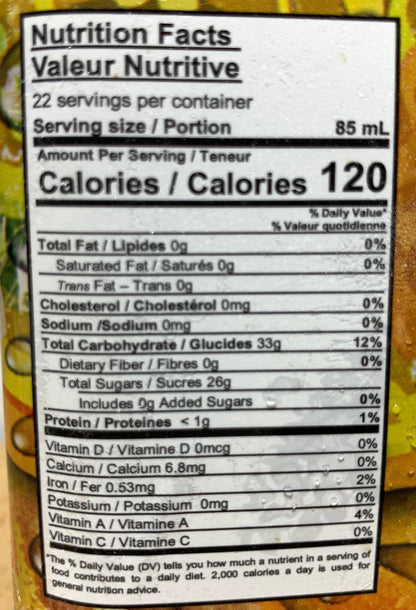 Nutrition Facts
Valeur Nutritive
22 servings per container
Serving size / Portion 85 mL
Amount Per Serving / Teneur
Calories / Calories 120
% Daily Value*
% Valeur quotidienne
Total Fat / Lipides 0g 0%
Saturated Fat / Saturés 0g 0%
Trans Fat – Trans 0g
Cholesterol / Cholestérol 0mg 0%
Sodium /Sodium 0mg 0%
Total Carbohydrate / Glucides 33g 12%
Dietary Fiber / Fibres 0g 0%
Total Sugars / Sucres 26g
Includes 0g Added Sugars 0%
Protein / Proteines < 1g 1%
Vitamin D / Vitamine D 0mcg 0%
Calcium / Calcium 6.8mg 0%
Iron / Fer 0.53mg 2%
Potassium / Potassium 0mg 0%
Vitamin A / Vitamine A 4%
Vitamin C / Vitamine C 0%
*The % Daily Value (DV) tells you how much a nutrient in a serving of
food contributes to a daily diet. 2,000 calories a day is used for
general nutrition advice.